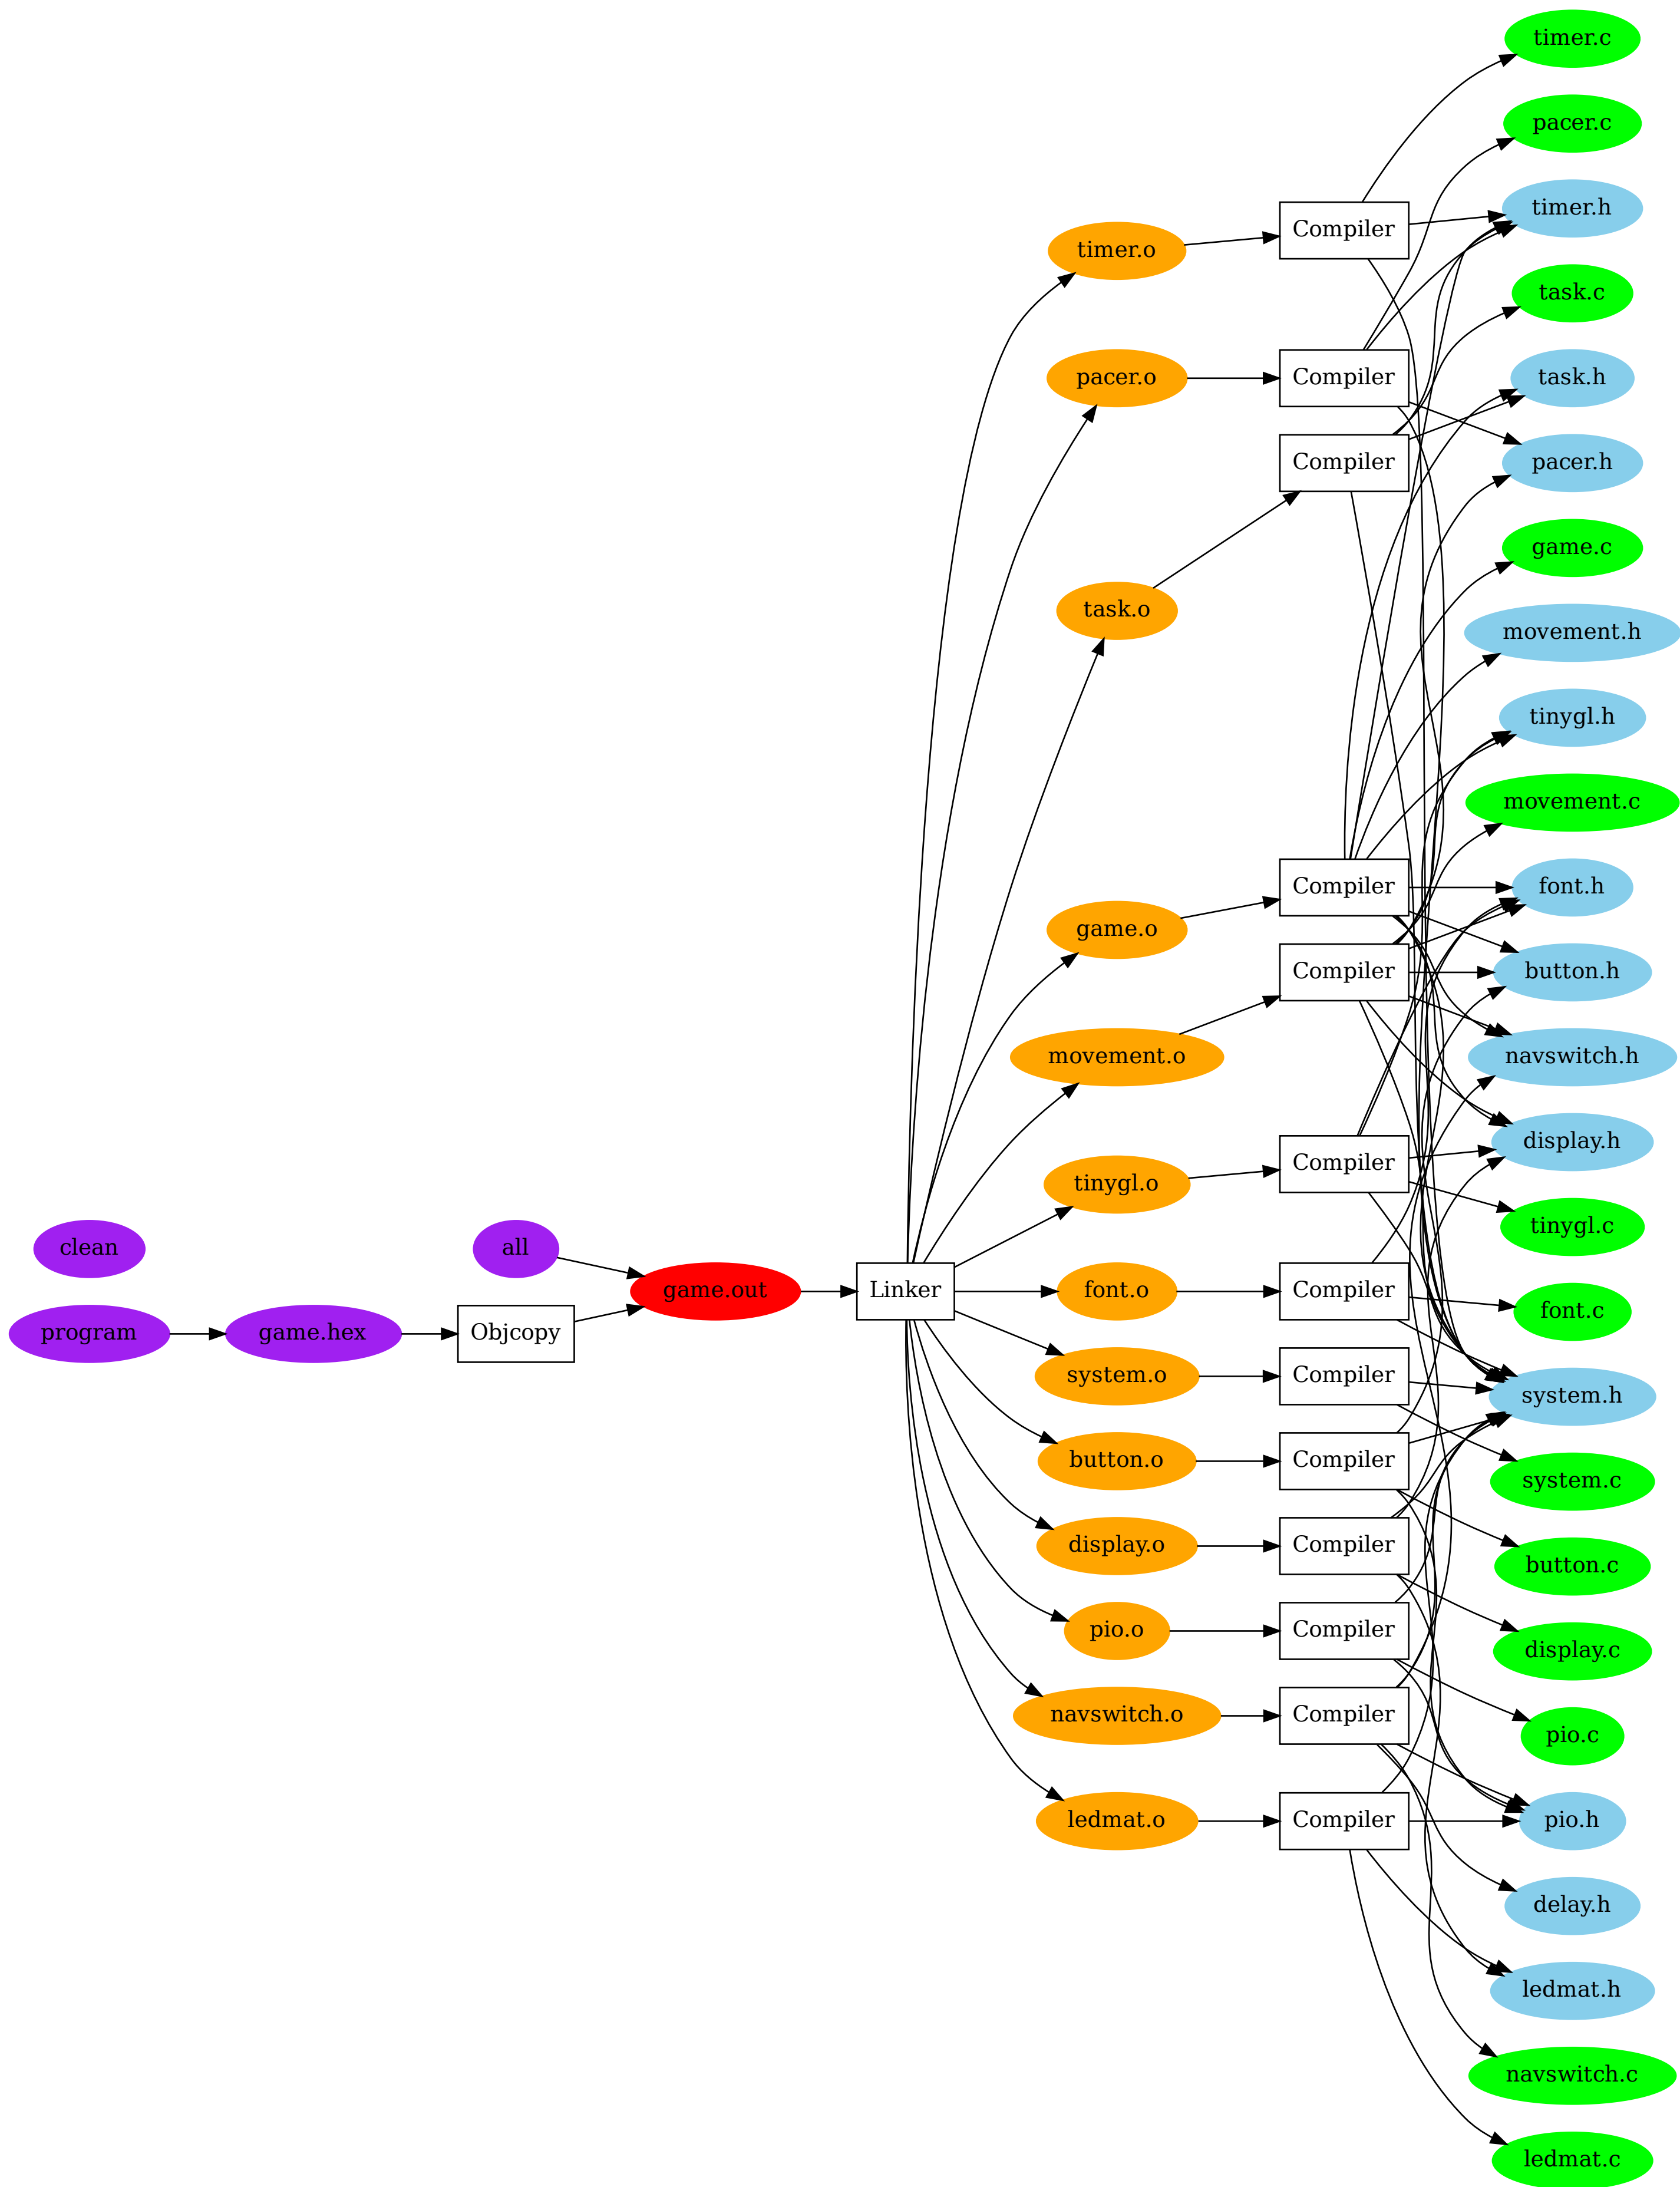 clean
program
game.hex
all
Objcopy
game.out
Linker
timer.o
pacer.o
task.o
game.o
movement.o
tinygl.o
font.o
system.o
button.o
display.o
pio.o
navswitch.o
ledmat.o
Compiler
Compiler
Compiler
Compiler
Compiler
Compiler
Compiler
Compiler
Compiler
Compiler
Compiler
Compiler
Compiler
timer.c
pacer.c
timer.h
task.c
task.h
pacer.h
game.c
movement.h
tinygl.h
movement.c
font.h
button.h
navswitch.h
display.h
tinygl.c
font.c
system.h
system.c
button.c
display.c
pio.c
pio.h
delay.h
ledmat.h
navswitch.c
ledmat.c